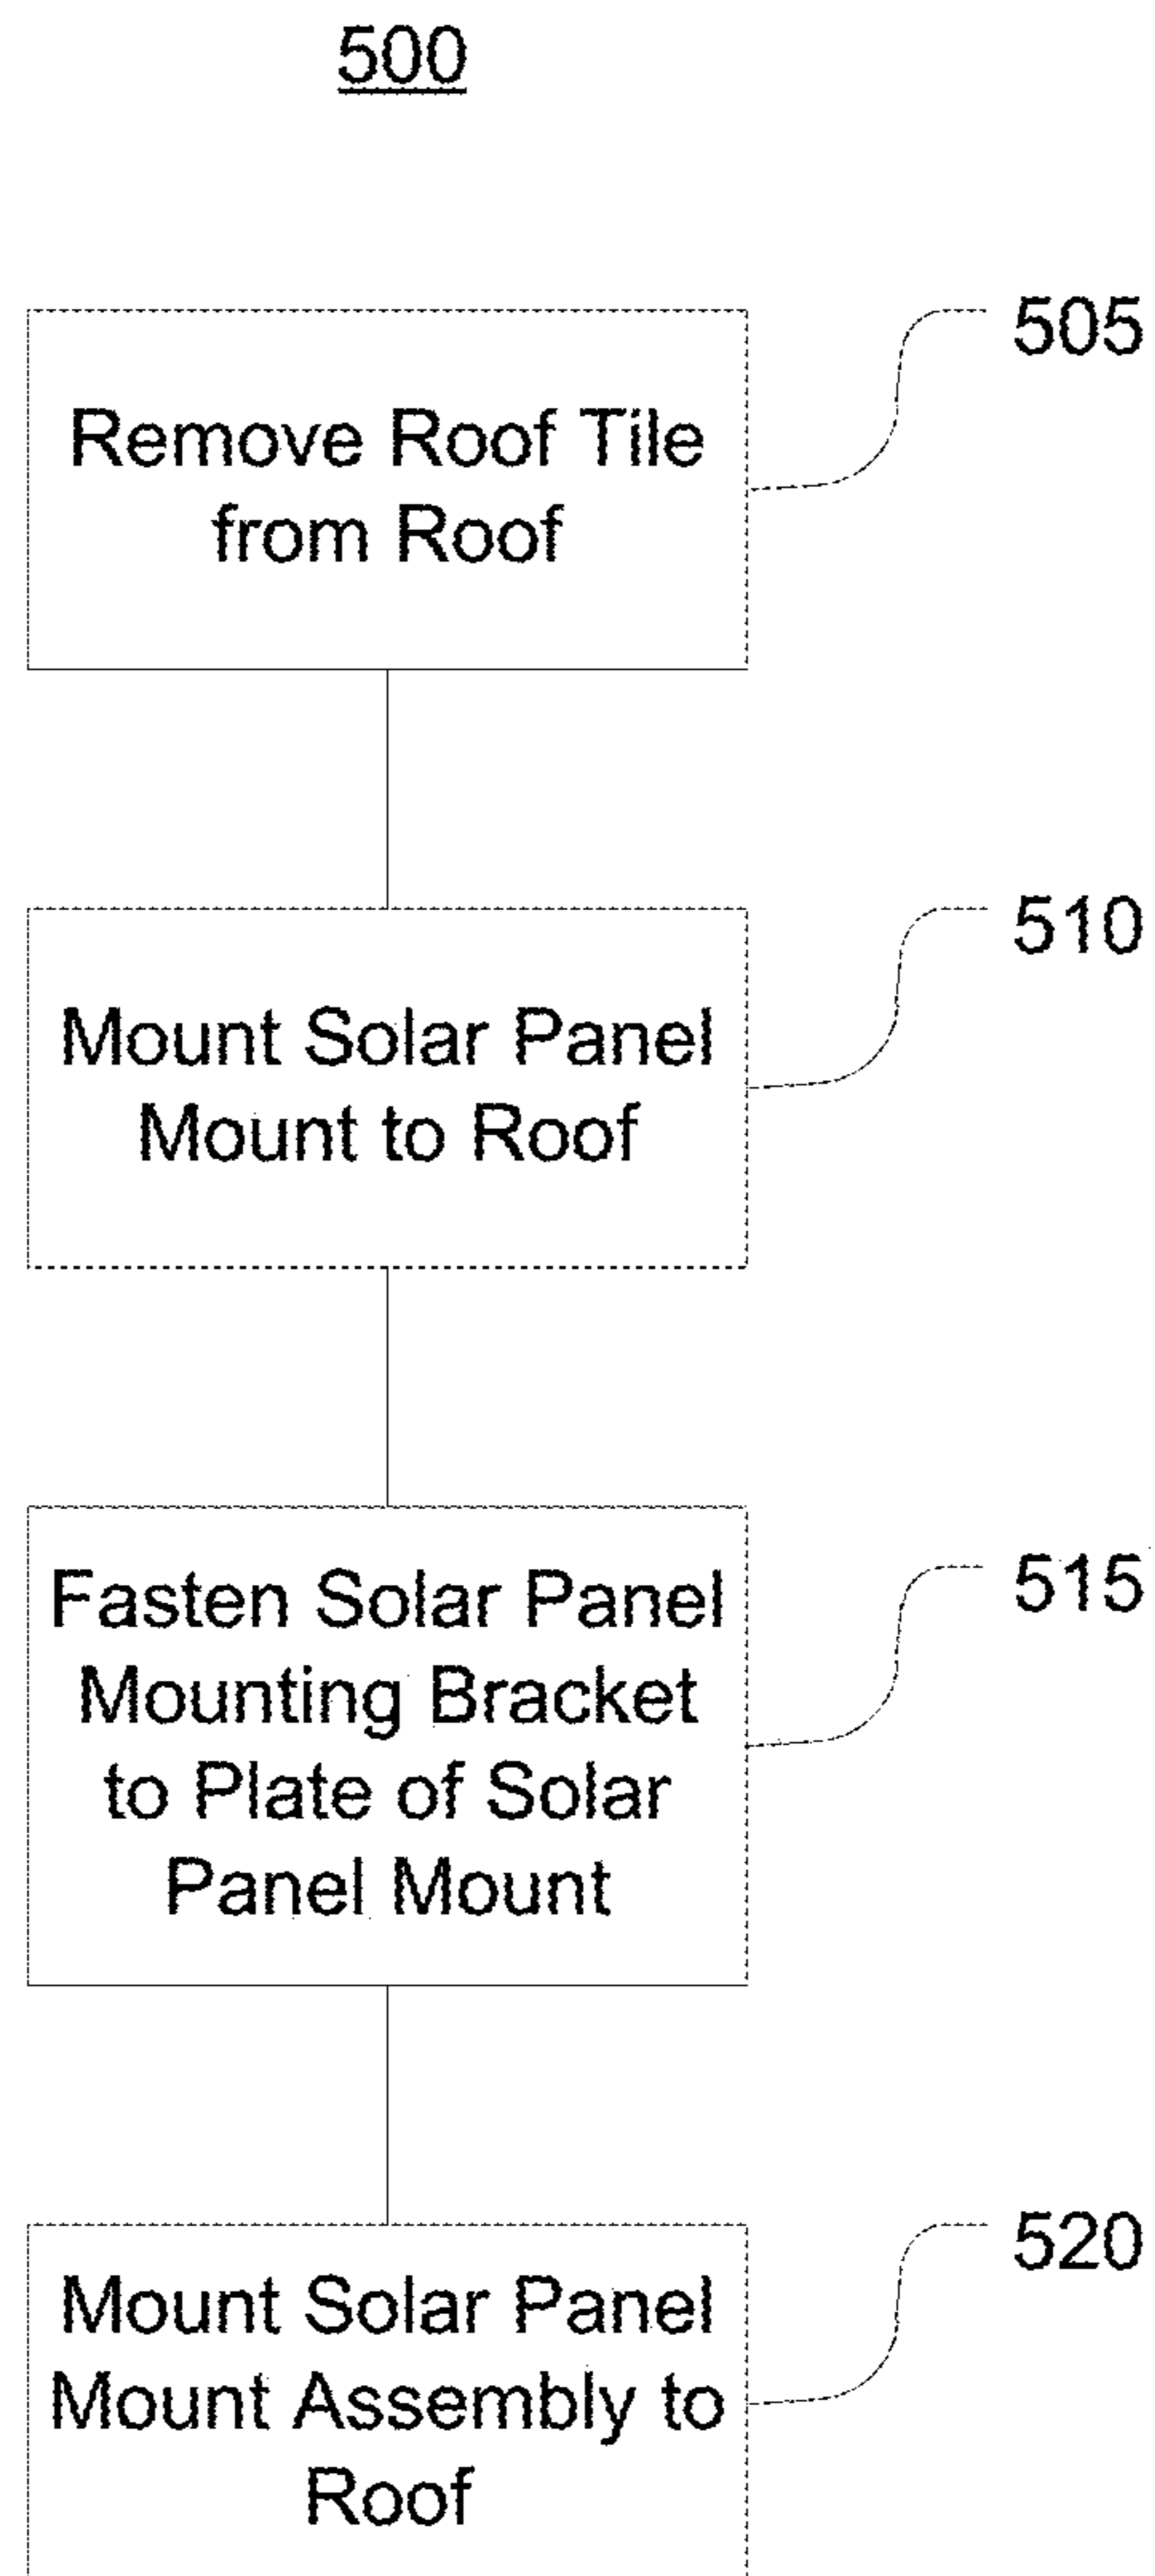 500
505
Remove Roof Tile
from Roof
510
Mount Solar Panel
Mount to Roof
515
Fasten Solar Panel
Mounting Bracket
to Plate of Solar
Panel Mount
520
Mount Solar Panel
Mount Assembly to
Roof